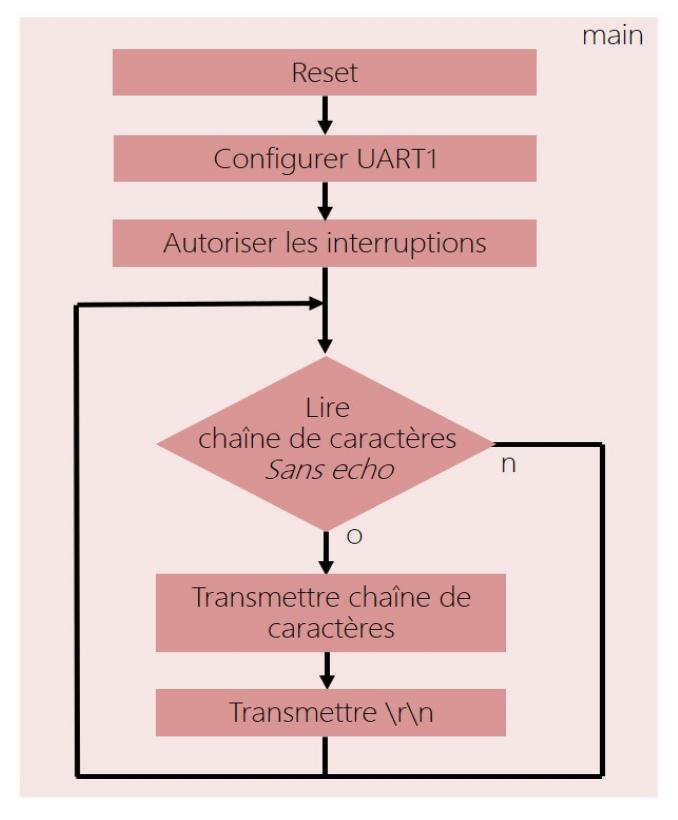 main
Reset
Configurer UART1
Autoriser les interruptions
Lire
chaîne de caractères
Sans echo
n
o
Transmettre chaîne de
caractères
Transmettre \r\n